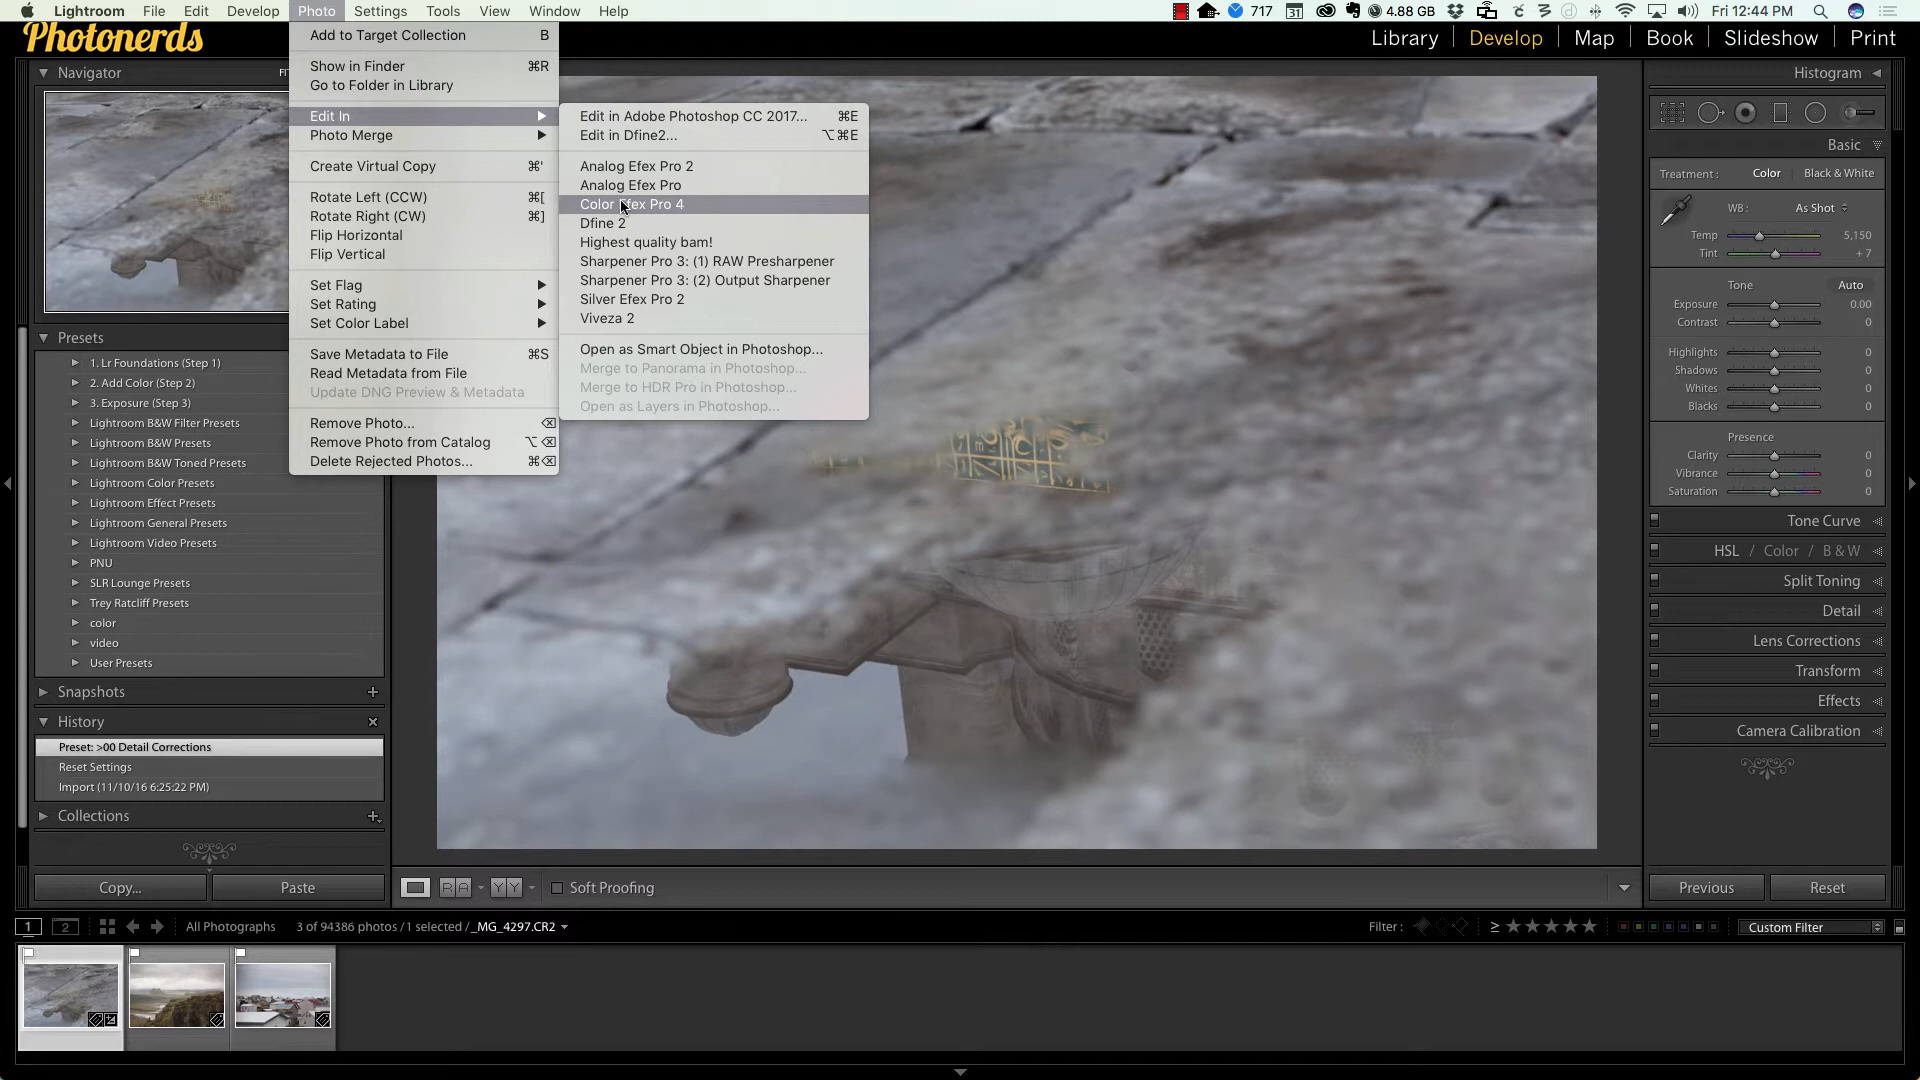 Lightroom File Edit Develop Photo Settings Tools View Window Help 717 31 4.88 GB Fri 12:44 PM
Photonerds
Library | Develop | Map | Book | Slideshow | Print
Navigator
Add to Target Collection B
Show in Finder ⌘R
Go to Folder in Library
Edit In
Photo Merge
Create Virtual Copy ⌘'
Rotate Left (CCW) ⌘[
Rotate Right (CW) ⌘]
Flip Horizontal
Flip Vertical
Set Flag
Set Rating
Set Color Label
Save Metadata to File ⌘S
Read Metadata from File
Update DNG Preview & Metadata
Remove Photo... ⌫
Remove Photo from Catalog ⌥⌫
Delete Rejected Photos... ⌘⌫
Edit in Adobe Photoshop CC 2017... ⌘E
Edit in Dfine2... ⌥⌘E
Analog Efex Pro 2
Analog Efex Pro
Color Efex Pro 4
Dfine 2
Highest quality bam!
Sharpener Pro 3: (1) RAW Presharpener
Sharpener Pro 3: (2) Output Sharpener
Silver Efex Pro 2
Viveza 2
Open as Smart Object in Photoshop...
Merge to Panorama in Photoshop...
Merge to HDR Pro in Photoshop...
Open as Layers in Photoshop...
Presets
1. Lr Foundations (Step 1)
2. Add Color (Step 2)
3. Exposure (Step 3)
Lightroom B&W Filter Presets
Lightroom B&W Presets
Lightroom B&W Toned Presets
Lightroom Color Presets
Lightroom Effect Presets
Lightroom General Presets
Lightroom Video Presets
PNU
SLR Lounge Presets
Trey Ratcliff Presets
color
video
User Presets
Snapshots +
History
Preset: >00 Detail Corrections
Reset Settings
Import (11/10/16 6:25:22 PM)
Collections
Copy... Paste
R A Y Y Soft Proofing
Histogram
Basic
Treatment: Color Black & White
WB: As Shot
Temp 5,150
Tint + 7
Tone Auto
Exposure 0.00
Contrast 0
Highlights 0
Shadows 0
Whites 0
Blacks 0
Presence
Clarity 0
Vibrance 0
Saturation 0
Tone Curve
HSL / Color / B & W
Split Toning
Detail
Lens Corrections
Transform
Effects
Camera Calibration
Previous Reset
1 2 All Photographs 3 of 94386 photos /1 selected /_MG_4297.CR2 Filter : ≥ Custom Filter